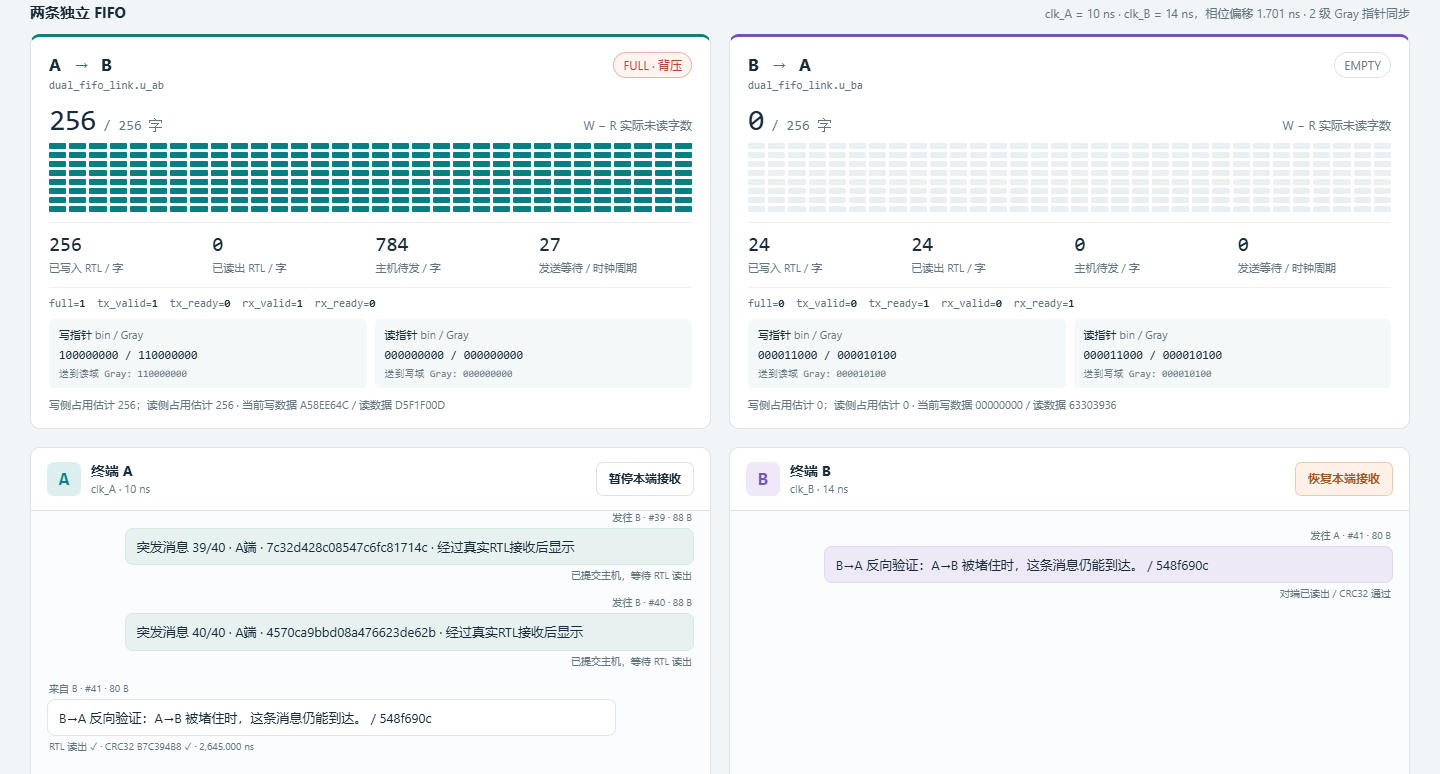 两条独立 FIFO
clk_A = 10 ns · clk_B = 14 ns，相位偏移 1.701 ns · 2 级 Gray 指针同步
A → B
FULL · 背压
dual_fifo_link.u_ab
256 / 256 字
W − R 实际未读字数
256
0
784
27
已写入 RTL / 字
已读出 RTL / 字
主机待发 / 字
发送等待 / 时钟周期
full=1 tx_valid=1 tx_ready=0 rx_valid=1 rx_ready=0
写指针 bin / Gray
100000000 / 110000000
送到读域 Gray: 110000000
读指针 bin / Gray
000000000 / 000000000
送到写域 Gray: 000000000
写侧占用估计 256；读侧占用估计 256 · 当前写数据 A58EE64C / 读数据 D5F1F00D
B → A
EMPTY
dual_fifo_link.u_ba
0 / 256 字
W − R 实际未读字数
24
24
0
0
已写入 RTL / 字
已读出 RTL / 字
主机待发 / 字
发送等待 / 时钟周期
full=0 tx_valid=0 tx_ready=1 rx_valid=0 rx_ready=1
写指针 bin / Gray
000011000 / 000010100
送到读域 Gray: 000010100
读指针 bin / Gray
000011000 / 000010100
送到写域 Gray: 000010100
写侧占用估计 0；读侧占用估计 0 · 当前写数据 00000000 / 读数据 63303936
A
终端 A
clk_A · 10 ns
暂停本端接收
发往 B · #39 · 88 B
突发消息 39/40 · A端 · 7c32d428c08547c6fc81714c · 经过真实RTL接收后显示
已提交主机，等待 RTL 读出
发往 B · #40 · 88 B
突发消息 40/40 · A端 · 4570ca9bbd08a476623de62b · 经过真实RTL接收后显示
已提交主机，等待 RTL 读出
来自 B · #41 · 80 B
B→A 反向验证：A→B 被堵住时，这条消息仍能到达。 / 548f690c
RTL 读出 ✓ · CRC32 B7C394B8 ✓ · 2,645.000 ns
B
终端 B
clk_B · 14 ns
恢复本端接收
发往 A · #41 · 80 B
B→A 反向验证：A→B 被堵住时，这条消息仍能到达。 / 548f690c
对端已读出 / CRC32 通过